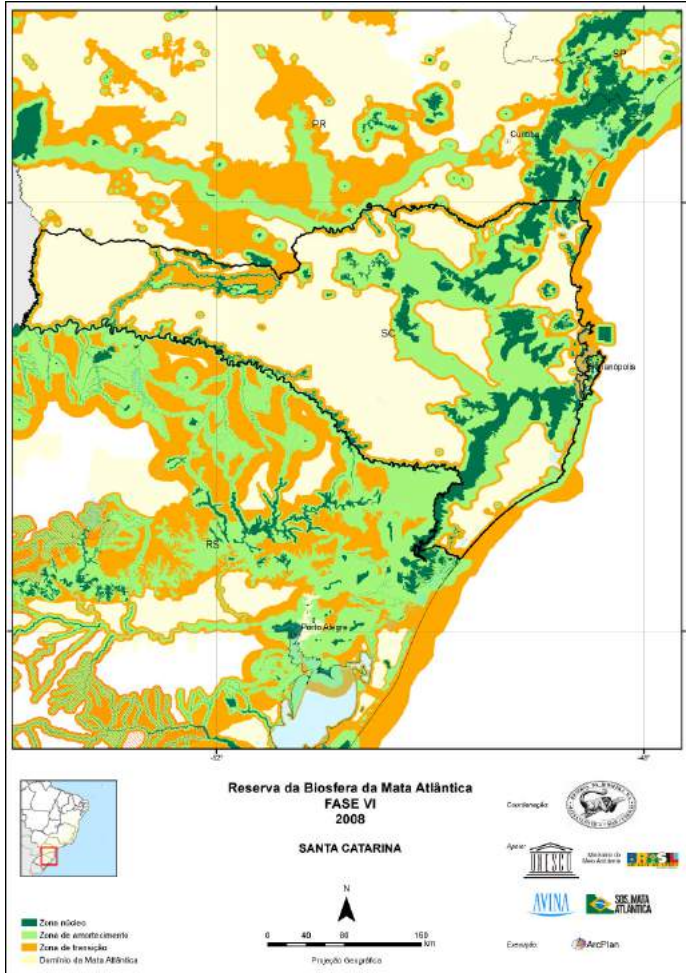 SP
PR
Curitiba
SC
RS
Porto Alegre
Reserva da Biosfera da Mata Atlântica
FASE VI
2008
SANTA CATARINA
N
0 40 80 160
km
Projeção Geográfica
Zona núcleo
Zona de amortecimento
Zona de transição
Domínio da Mata Atlântica
Coordenação:
Apoio:
UNESCO
Ministério do
Meio Ambiente
BRASIL
AVINA
SOS MATA
ATLÂNTICA
Execução:
ArcPlan